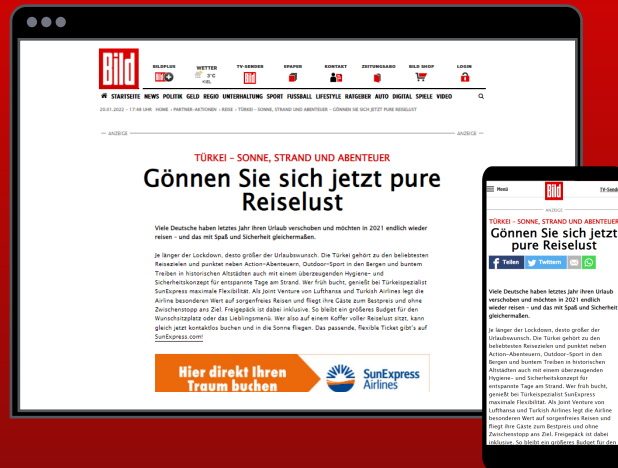 Bild
BILDPLUS
WETTER
3°C
KIEL
TV-SENDER
Bild
EPAPER
KONTAKT
ZEITUNGSABO
BILD SHOP
LOGIN
STARTSEITE NEWS POLITIK GELD REGIO UNTERHALTUNG SPORT FUSSBALL LIFESTYLE RATGEBER AUTO DIGITAL SPIELE VIDEO
20.01.2022 - 17:48 UHR HOME › PARTNER-AKTIONEN › REISE › TÜRKEI - SONNE, STRAND UND ABENTEUER - GÖNNEN SIE SICH JETZT PURE REISELUST
ANZEIGE
ANZEIGE
TÜRKEI – SONNE, STRAND UND ABENTEUER
Gönnen Sie sich jetzt pure
Reiselust
Viele Deutsche haben letztes Jahr ihren Urlaub verschoben und möchten in 2021 endlich wieder
reisen – und das mit Spaß und Sicherheit gleichermaßen.
Je länger der Lockdown, desto größer der Urlaubswunsch. Die Türkei gehört zu den beliebtesten
Reisezielen und punktet neben Action-Abenteuern, Outdoor-Sport in den Bergen und buntem
Treiben in historischen Altstädten auch mit einem überzeugenden Hygiene- und
Sicherheitskonzept für entspannte Tage am Strand. Wer früh bucht, genießt bei Türkeispezialist
SunExpress maximale Flexibilität. Als Joint Venture von Lufthansa und Turkish Airlines legt die
Airline besonderen Wert auf sorgenfreies Reisen und fliegt ihre Gäste zum Bestpreis und ohne
Zwischenstopp ans Ziel. Freigepäck ist dabei inklusive. So bleibt ein größeres Budget für den
Wunschsitzplatz oder das Lieblingsmenü. Wer also auf einem Koffer voller Reiselust sitzt, kann
gleich jetzt kontaktlos buchen und in die Sonne fliegen. Das passende, flexible Ticket gibt's auf
SunExpress.com!
Hier direkt Ihren
Traum buchen
SunExpress
Airlines
Menü
Bild
TV-Sende
ANZEIGE
TÜRKEI – SONNE, STRAND UND ABENTEUER
Gönnen Sie sich jetzt
pure Reiselust
Teilen
Twittern
Viele Deutsche haben letztes Jahr ihren Urlaub
verschoben und möchten in 2021 endlich
wieder reisen – und das mit Spaß und Sicherheit
gleichermaßen.
Je länger der Lockdown, desto größer der
Urlaubswunsch. Die Türkei gehört zu den
beliebtesten Reisezielen und punktet neben
Action-Abenteuern, Outdoor-Sport in den
Bergen und buntem Treiben in historischen
Altstädten auch mit einem überzeugenden
Hygiene- und Sicherheitskonzept für
entspannte Tage am Strand. Wer früh bucht,
genießt bei Türkeispezialist SunExpress
maximale Flexibilität. Als Joint Venture von
Lufthansa und Turkish Airlines legt die Airline
besonderen Wert auf sorgenfreies Reisen und
fliegt ihre Gäste zum Bestpreis und ohne
Zwischenstopp ans Ziel. Freigepäck ist dabei
inklusive. So bleibt ein größeres Budget für den